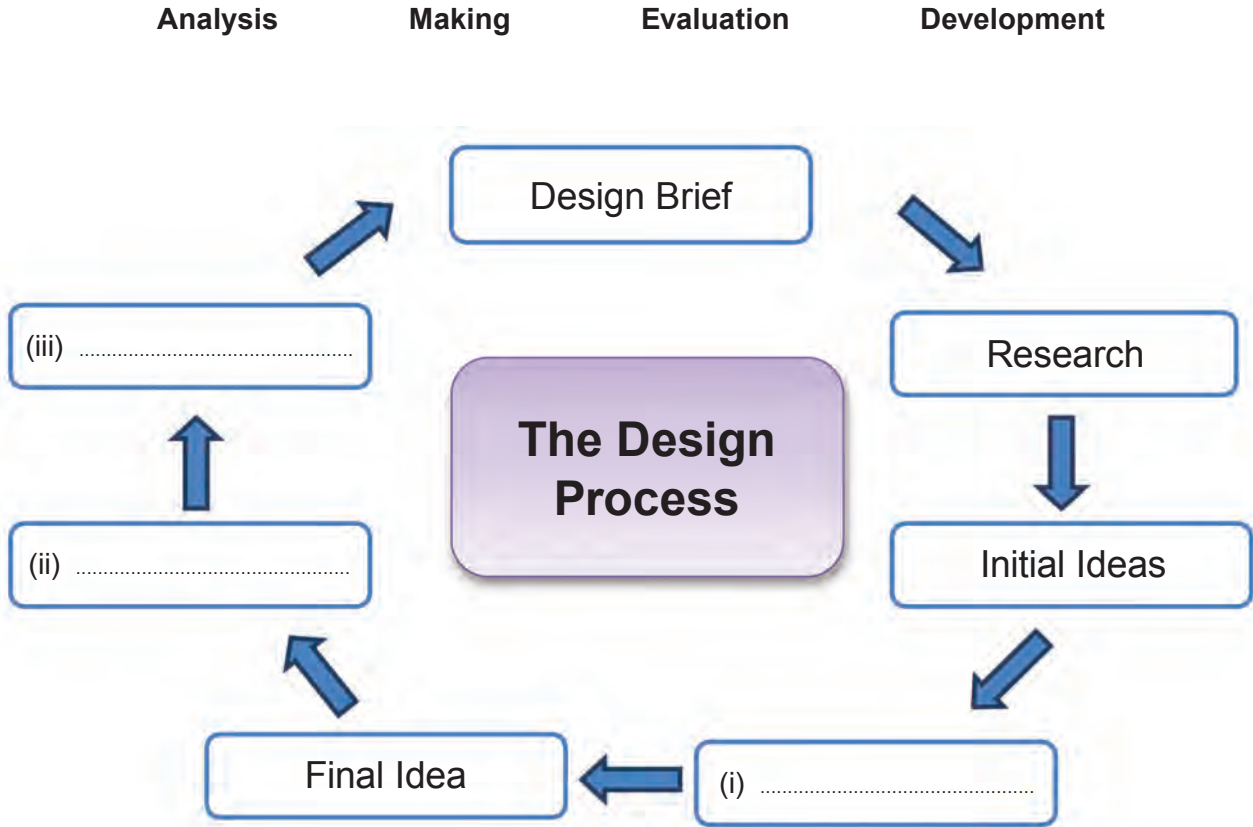 Analysis Making Evaluation Development
Design Brief
(iii) ..................................................
Research
The Design
Process
(ii) ..................................................
Initial Ideas
Final Idea
(i) ..................................................